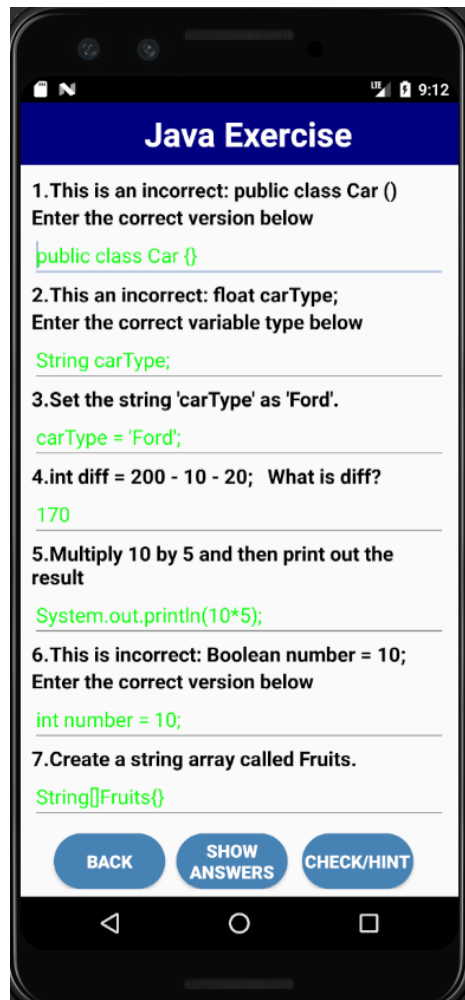 9:12
Java Exercise
1.This is an incorrect: public class Car ()
Enter the correct version below
public class Car {}
2.This an incorrect: float carType;
Enter the correct variable type below
String carType;
3.Set the string 'carType' as 'Ford'.
carType = 'Ford';
4.int diff = 200 - 10 - 20;   What is diff?
170
5.Multiply 10 by 5 and then print out the
result
System.out.println(10*5);
6.This is incorrect: Boolean number = 10;
Enter the correct version below
int number = 10;
7.Create a string array called Fruits.
String[]Fruits{}
BACK
SHOW
ANSWERS
CHECK/HINT